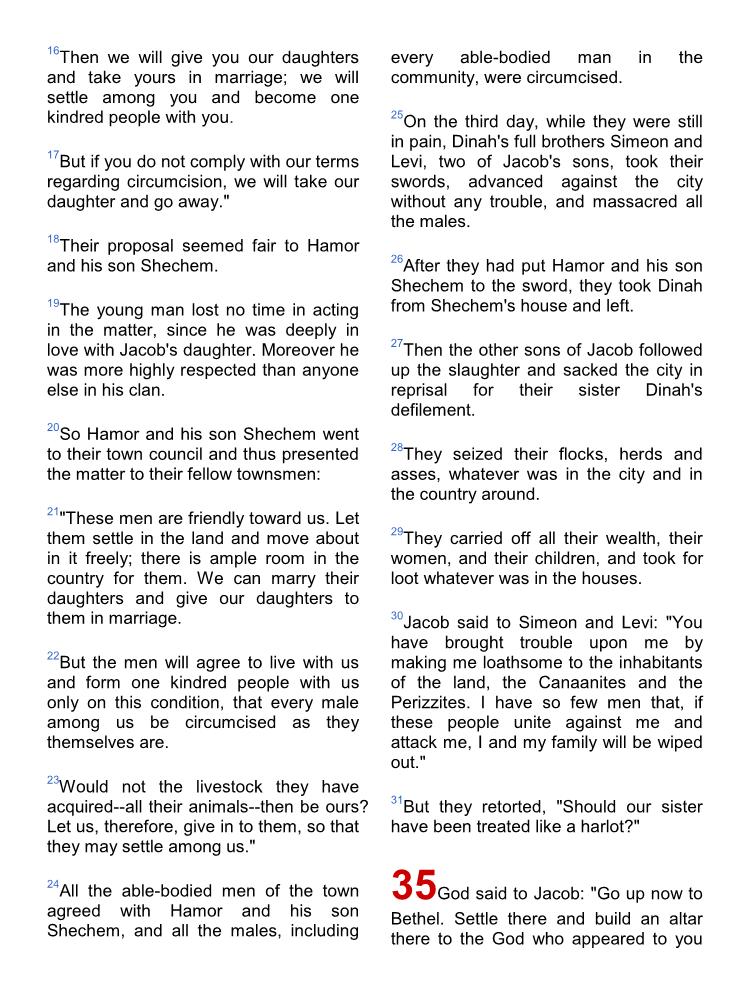 16Then we will give you our daughters
and take yours in marriage; we will
settle among you and become one
kindred people with you.
17But if you do not comply with our terms
regarding circumcision, we will take our
daughter and go away."
18Their proposal seemed fair to Hamor
and his son Shechem.
19The young man lost no time in acting
in the matter, since he was deeply in
love with Jacob's daughter. Moreover he
was more highly respected than anyone
else in his clan.
20So Hamor and his son Shechem went
to their town council and thus presented
the matter to their fellow townsmen:
21"These men are friendly toward us. Let
them settle in the land and move about
in it freely; there is ample room in the
country for them. We can marry their
daughters and give our daughters to
them in marriage.
22But the men will agree to live with us
and form one kindred people with us
only on this condition, that every male
among us be circumcised as they
themselves are.
23Would not the livestock they have
acquired--all their animals--then be ours?
Let us, therefore, give in to them, so that
they may settle among us."
24All the able-bodied men of the town
agreed with Hamor and his son
Shechem, and all the males, including
every able-bodied man in the
community, were circumcised.
25On the third day, while they were still
in pain, Dinah's full brothers Simeon and
Levi, two of Jacob's sons, took their
swords, advanced against the city
without any trouble, and massacred all
the males.
26After they had put Hamor and his son
Shechem to the sword, they took Dinah
from Shechem's house and left.
27Then the other sons of Jacob followed
up the slaughter and sacked the city in
reprisal for their sister Dinah's
defilement.
28They seized their flocks, herds and
asses, whatever was in the city and in
the country around.
29They carried off all their wealth, their
women, and their children, and took for
loot whatever was in the houses.
30Jacob said to Simeon and Levi: "You
have brought trouble upon me by
making me loathsome to the inhabitants
of the land, the Canaanites and the
Perizzites. I have so few men that, if
these people unite against me and
attack me, I and my family will be wiped
out."
31But they retorted, "Should our sister
have been treated like a harlot?"
35God said to Jacob: "Go up now to
Bethel. Settle there and build an altar
there to the God who appeared to you